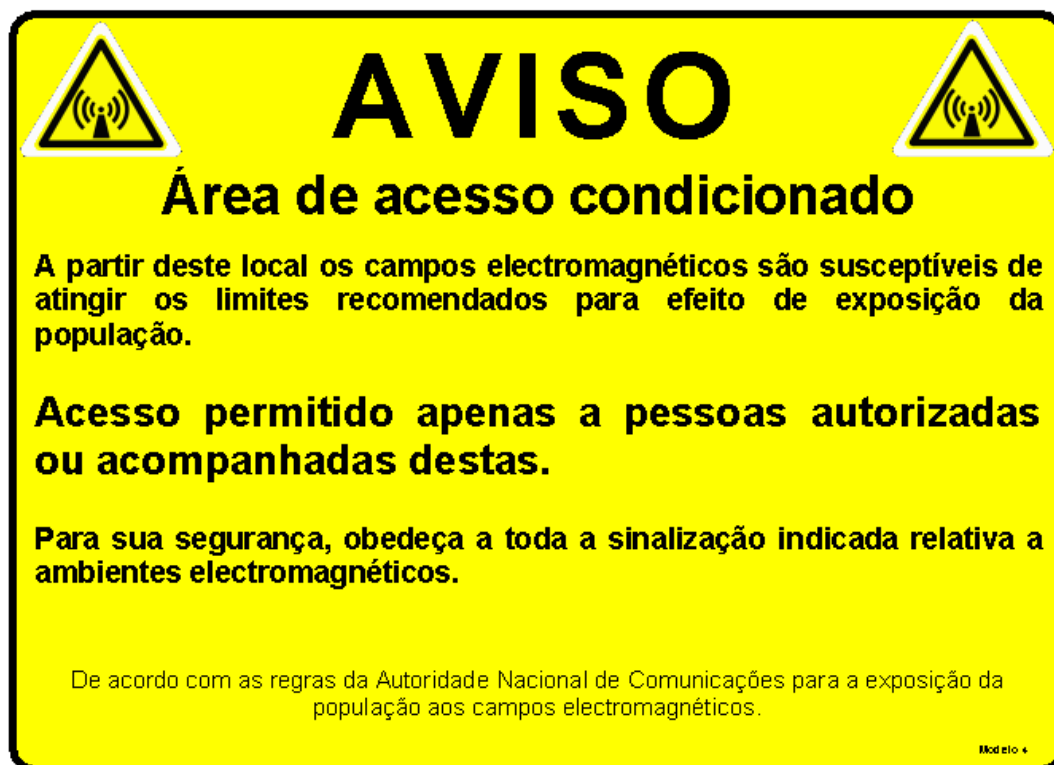 AVISO
Área de acesso condicionado
A partir deste local os campos electromagnéticos são susceptíveis de
atingir os limites recomendados para efeito de exposição da
população.
Acesso permitido apenas a pessoas autorizadas
ou acompanhadas destas.
Para sua segurança, obedeça a toda a sinalização indicada relativa a
ambientes electromagnéticos.
De acordo com as regras da Autoridade Nacional de Comunicações para a exposição da
população aos campos electromagnéticos.
Modelo 4